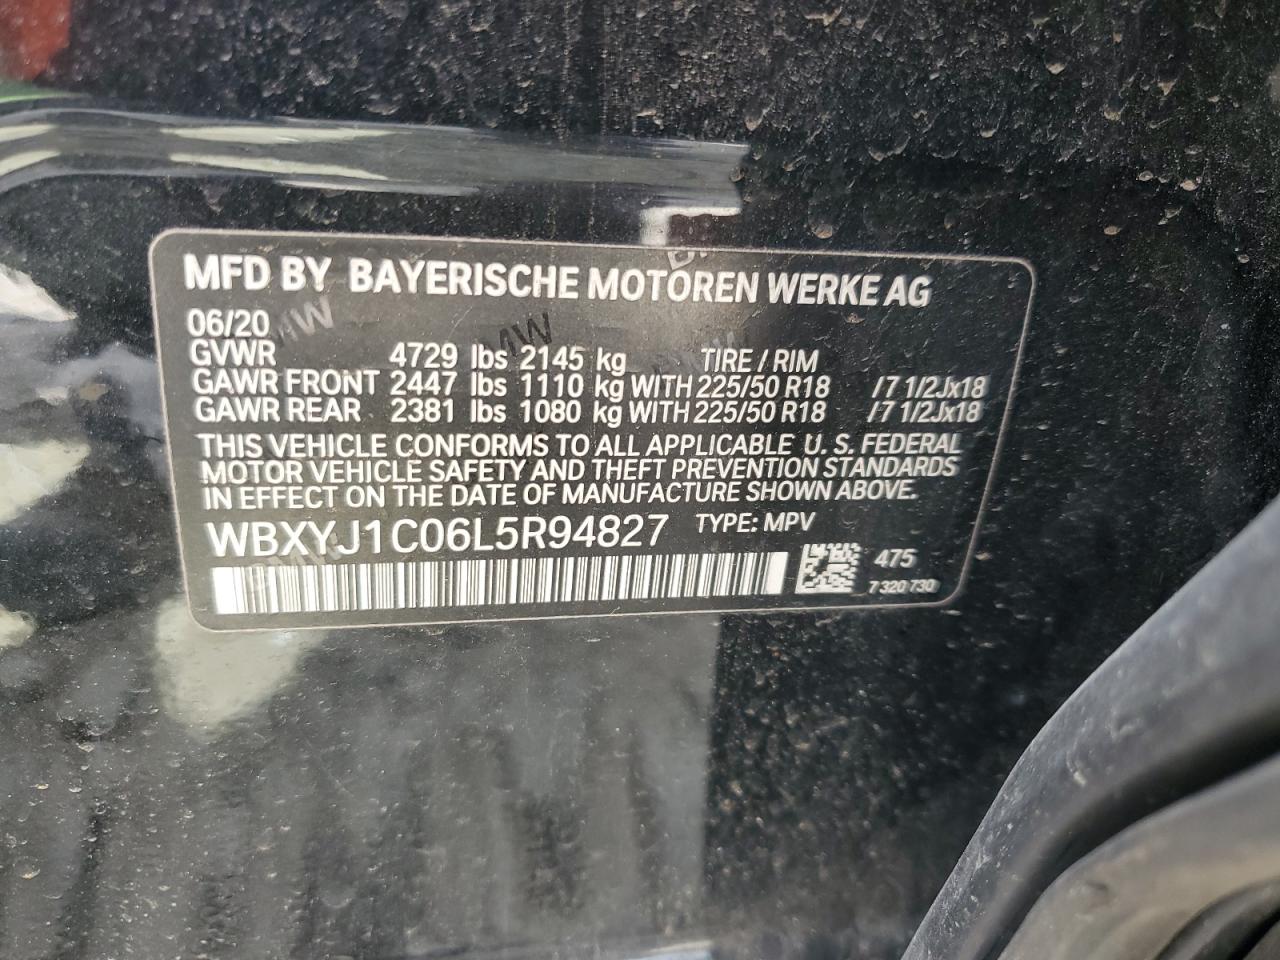 MFD BY BAYERISCHE MOTOREN WERKE AG
06/20
GVWR 4729 lbs 2145 kg TIRE / RIM
GAWR FRONT 2447 lbs 1110 kg WITH 225/50 R18 /7 1/2Jx18
GAWR REAR 2381 lbs 1080 kg WITH 225/50 R18 /7 1/2Jx18
THIS VEHICLE CONFORMS TO ALL APPLICABLE U. S. FEDERAL
MOTOR VEHICLE SAFETY AND THEFT PREVENTION STANDARDS
IN EFFECT ON THE DATE OF MANUFACTURE SHOWN ABOVE.
WBXYJ1C06L5R94827 TYPE: MPV
475
7 320 730